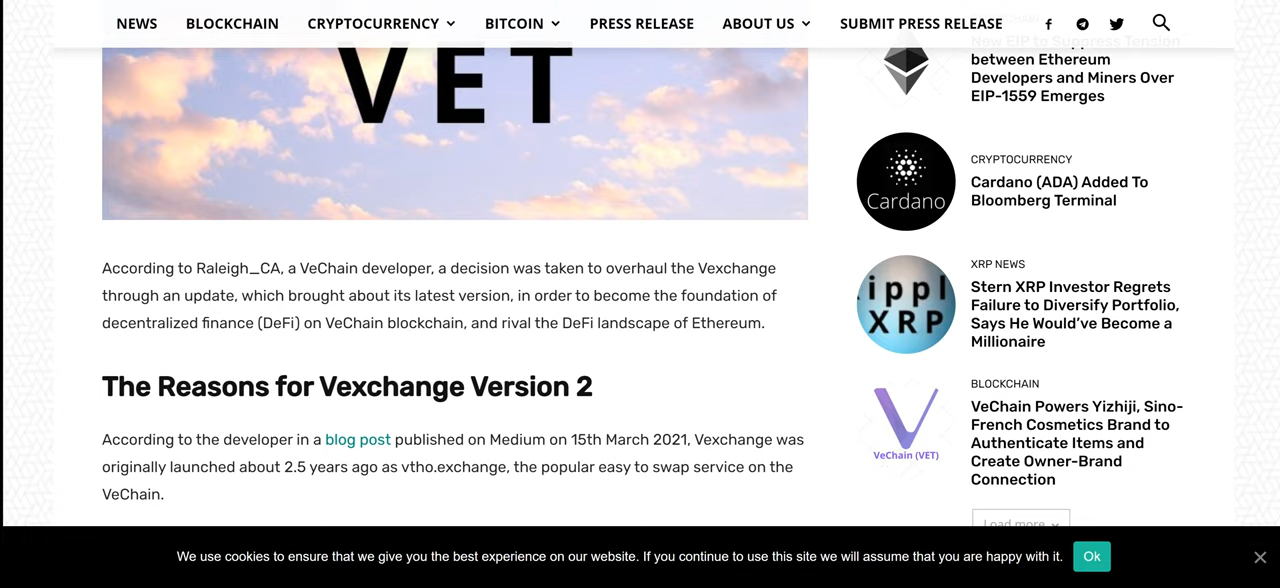 NEWS BLOCKCHAIN CRYPTOCURRENCY BITCOIN PRESS RELEASE ABOUT US SUBMIT PRESS RELEASE
VET
According to Raleigh_CA, a VeChain developer, a decision was taken to overhaul the Vexchange
through an update, which brought about its latest version, in order to become the foundation of
decentralized finance (DeFi) on VeChain blockchain, and rival the DeFi landscape of Ethereum.
The Reasons for Vexchange Version 2
According to the developer in a blog post published on Medium on 15th March 2021, Vexchange was
originally launched about 2.5 years ago as vtho.exchange, the popular easy to swap service on the
VeChain.
New EIP to Suppress Tension
between Ethereum
Developers and Miners Over
EIP-1559 Emerges
Cardano
CRYPTOCURRENCY
Cardano (ADA) Added To
Bloomberg Terminal
ippl
XRP
XRP NEWS
Stern XRP Investor Regrets
Failure to Diversify Portfolio,
Says He Would’ve Become a
Millionaire
VeChain (VET)
BLOCKCHAIN
VeChain Powers Yizhiji, Sino-
French Cosmetics Brand to
Authenticate Items and
Create Owner-Brand
Connection
Load more
We use cookies to ensure that we give you the best experience on our website. If you continue to use this site we will assume that you are happy with it. Ok